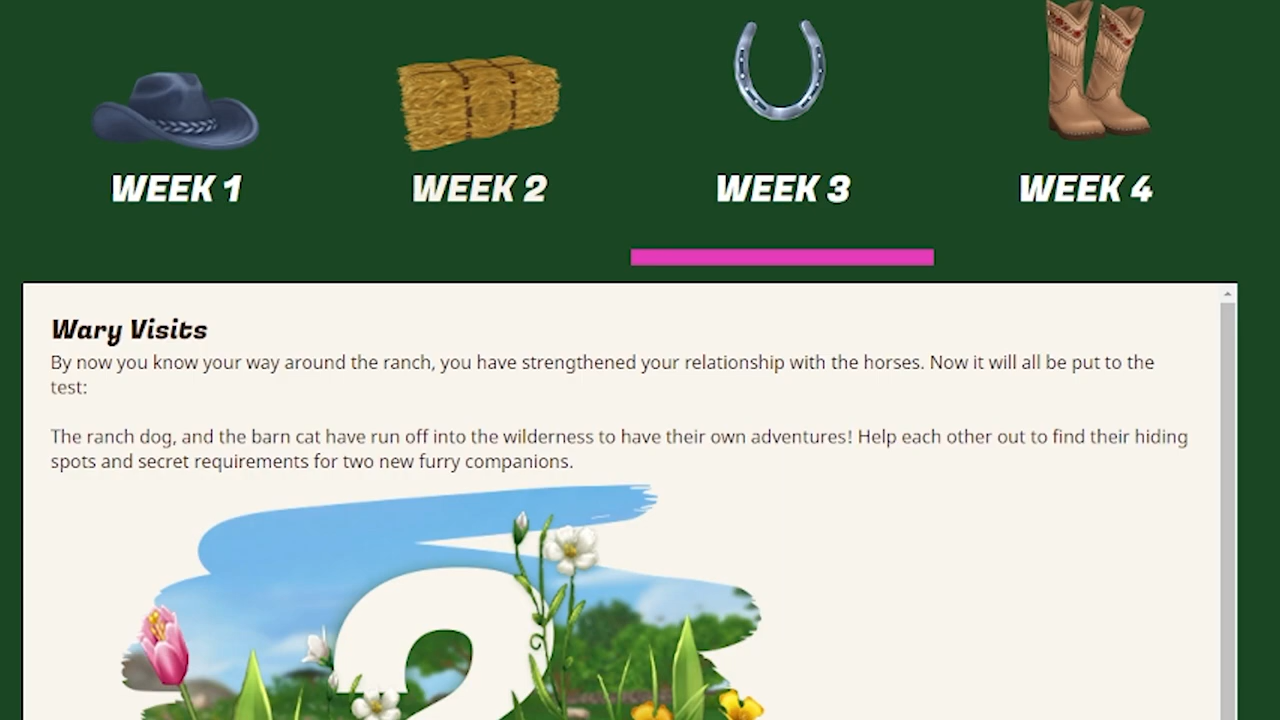 WEEK 1
WEEK 2
WEEK 3
WEEK 4
Wary Visits
By now you know your way around the ranch, you have strengthened your relationship with the horses. Now it will all be put to the
test:
The ranch dog, and the barn cat have run off into the wilderness to have their own adventures! Help each other out to find their hiding
spots and secret requirements for two new furry companions.